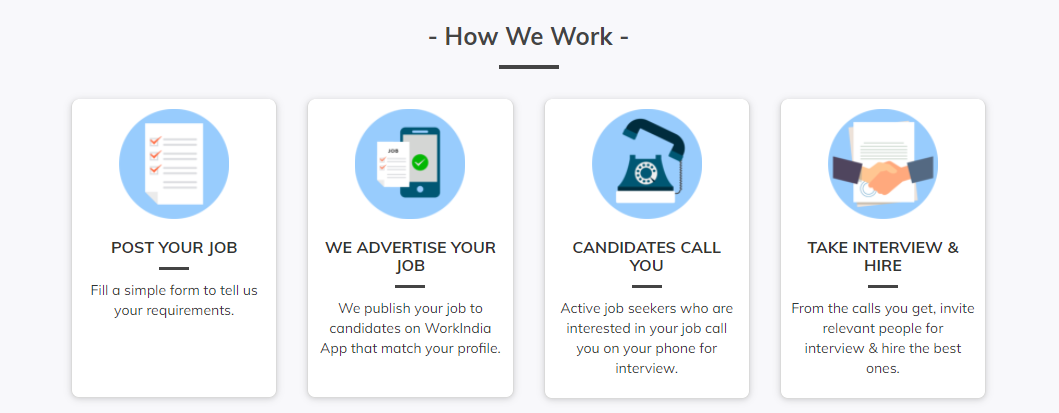 - How We Work -
POST YOUR JOB
Fill a simple form to tell us
your requirements.
JOB
WE ADVERTISE YOUR
JOB
We publish your job to
candidates on WorkIndia
App that match your profile.
CANDIDATES CALL
YOU
Active job seekers who are
interested in your job call
you on your phone for
interview.
TAKE INTERVIEW &
HIRE
From the calls you get, invite
relevant people for
interview & hire the best
ones.